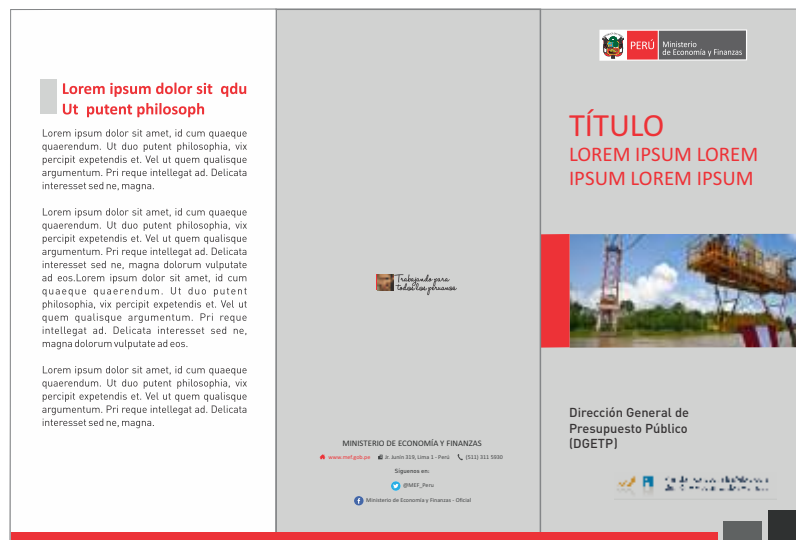 Lorem ipsum dolor sit qdu
Ut putent philosoph
Lorem ipsum dolor sit amet, id cum quaeque
quaerendum. Ut duo putent philosophia, vix
percipit expetendis et. Vel ut quem qualisque
argumentum. Pri reque intellegat ad. Delicata
interesset sed ne, magna.
Lorem ipsum dolor sit amet, id cum quaeque
quaerendum. Ut duo putent philosophia, vix
percipit expetendis et. Vel ut quem qualisque
argumentum. Pri reque intellegat ad. Delicata
interesset sed ne, magna dolorum vulputate
ad eos.Lorem ipsum dolor sit amet, id cum
quaeque quaerendum. Ut duo putent
philosophia, vix percipit expetendis et. Vel ut
quem qualisque argumentum. Pri reque
intellegat ad. Delicata interesset sed ne,
magna dolorum vulputate ad eos.
Lorem ipsum dolor sit amet, id cum quaeque
quaerendum. Ut duo putent philosophia, vix
percipit expetendis et. Vel ut quem qualisque
argumentum. Pri reque intellegat ad. Delicata
interesset sed ne, magna.
Trabajando para
todos los peruanos
MINISTERIO DE ECONOMÍA Y FINANZAS
www.mef.gob.pe Jr. Junín 319, Lima 1 - Perú (511) 311 5930
Síguenos en:
@MEF_Peru
Ministerio de Economía y Finanzas - Oficial
PERÚ Ministerio
de Economía y Finanzas
TÍTULO
LOREM IPSUM LOREM
IPSUM LOREM IPSUM
Dirección General de
Presupuesto Público
(DGETP)